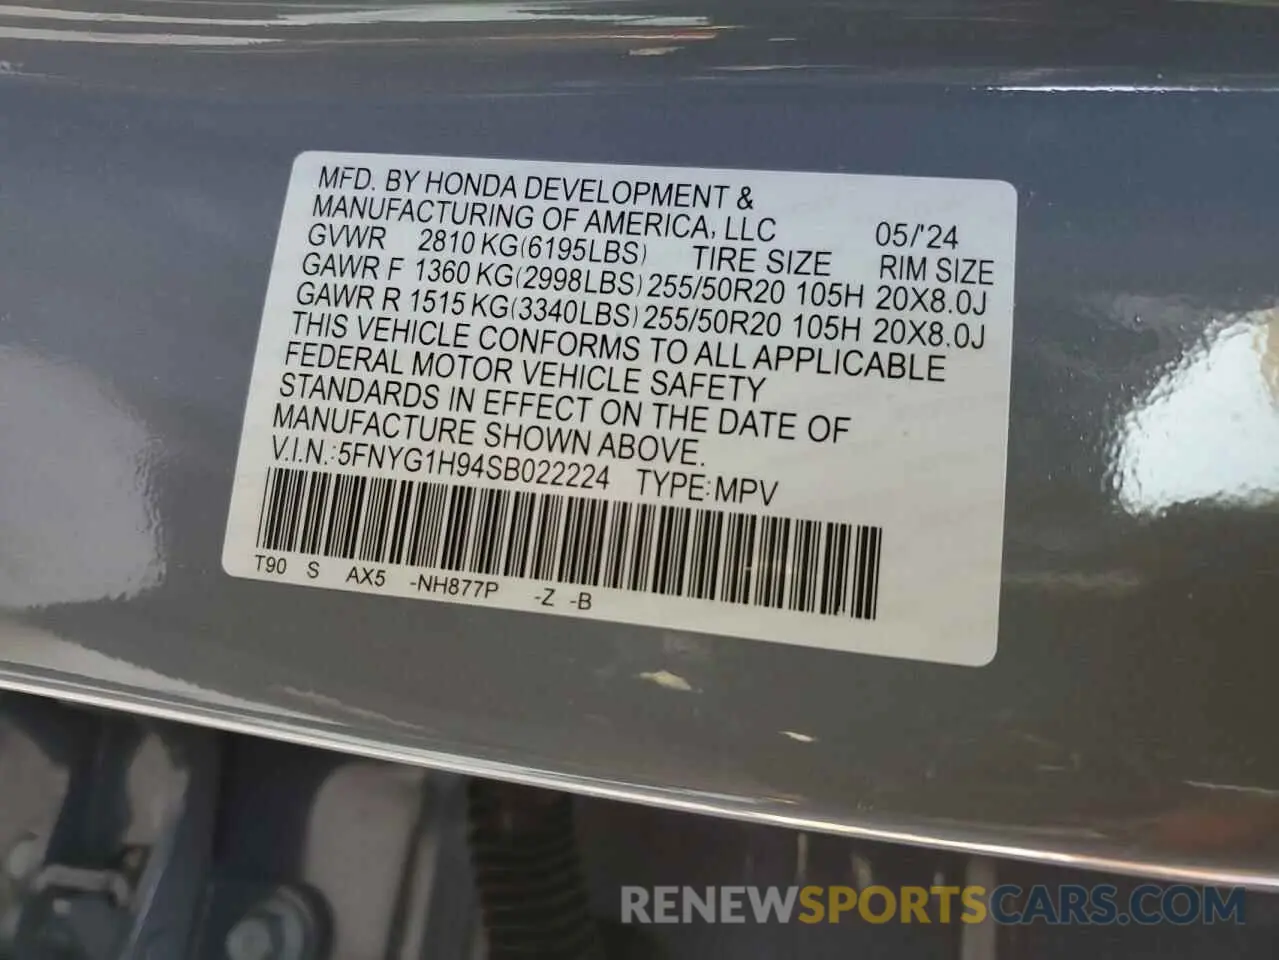 MFD. BY HONDA DEVELOPMENT &
MANUFACTURING OF AMERICA, LLC 05/'24
GVWR 2810 KG(6195LBS) TIRE SIZE RIM SIZE
GAWR F 1360 KG(2998LBS) 255/50R20 105H 20X8.0J
GAWR R 1515 KG(3340LBS) 255/50R20 105H 20X8.0J
THIS VEHICLE CONFORMS TO ALL APPLICABLE
FEDERAL MOTOR VEHICLE SAFETY
STANDARDS IN EFFECT ON THE DATE OF
MANUFACTURE SHOWN ABOVE.
V.I.N.:5FNYG1H94SB022224 TYPE:MPV
T90 S AX5 -NH877P -Z -B
RENEWSPORTSCARS.COM